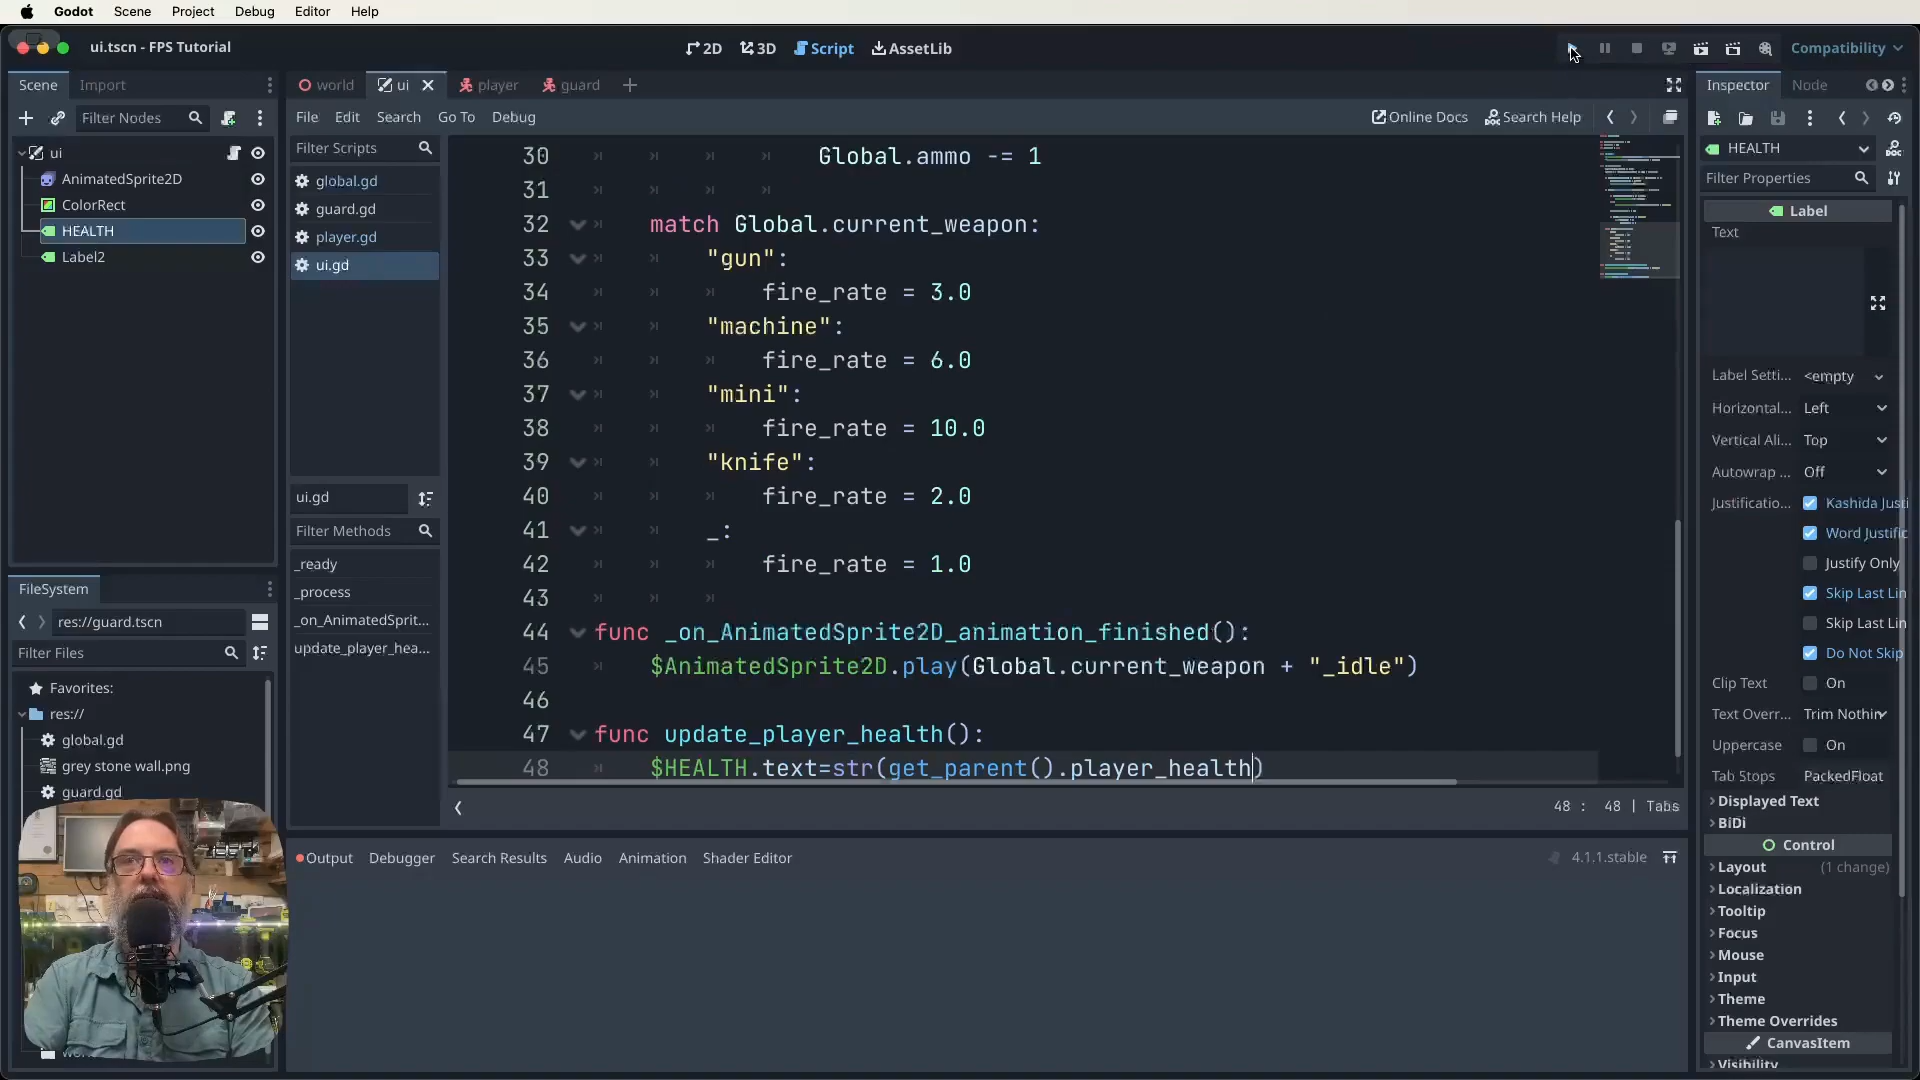 Godot Scene Project Debug Editor Help
ui.tscn - FPS Tutorial
2D 3D Script AssetLib
Compatibility
Scene Import
world ui player guard
Inspector Node
Filter Nodes
File Edit Search Go To Debug
Online Docs Search Help
ui
AnimatedSprite2D
ColorRect
HEALTH
Label2
Filter Scripts
global.gd
guard.gd
player.gd
ui.gd
ui.gd
Filter Methods
_ready
_process
_on_AnimatedSprit...
update_player_hea...
30 Global.ammo -= 1
31
32 match Global.current_weapon:
33 "gun":
34 fire_rate = 3.0
35 "machine":
36 fire_rate = 6.0
37 "mini":
38 fire_rate = 10.0
39 "knife":
40 fire_rate = 2.0
41 _:
42 fire_rate = 1.0
43
44 func _on_AnimatedSprite2D_animation_finished():
45 $AnimatedSprite2D.play(Global.current_weapon + "_idle")
46
47 func update_player_health():
48 $HEALTH.text=str(get_parent().player_health)
48 : 48 | Tabs
FileSystem
res://guard.tscn
Filter Files
Favorites:
res://
global.gd
grey stone wall.png
guard.gd
Output Debugger Search Results Audio Animation Shader Editor
4.1.1.stable
HEALTH
Filter Properties
Label
Text
Label Setti... <empty
Horizontal... Left
Vertical Ali... Top
Autowrap ... Off
Justificatio... Kashida Justi
Word Justific
Justify Only
Skip Last Lin
Skip Last Lin
Do Not Skip
Clip Text On
Text Overr... Trim Nothin
Uppercase On
Tab Stops PackedFloat
Displayed Text
BiDi
Control
Layout (1 change)
Localization
Tooltip
Focus
Mouse
Input
Theme
Theme Overrides
CanvasItem
Visibility